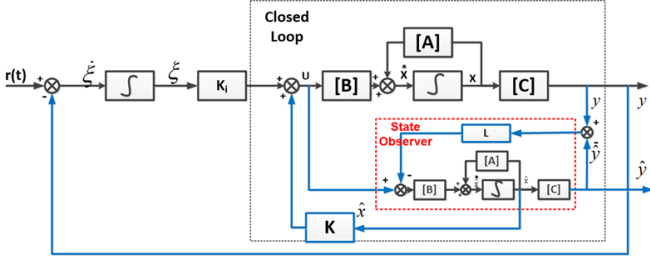 Closed
Loop
[A]
r(t)
+
-
ξ̇
∫
ξ
Kᵢ
+
+
U
[B]
+
+
ẋ
∫
x
[C]
y
y
State
Observer
L
+
-
ŷ
ŷ
[A]
+
-
[B]
+
∫
x̂
[C]
x̂
K